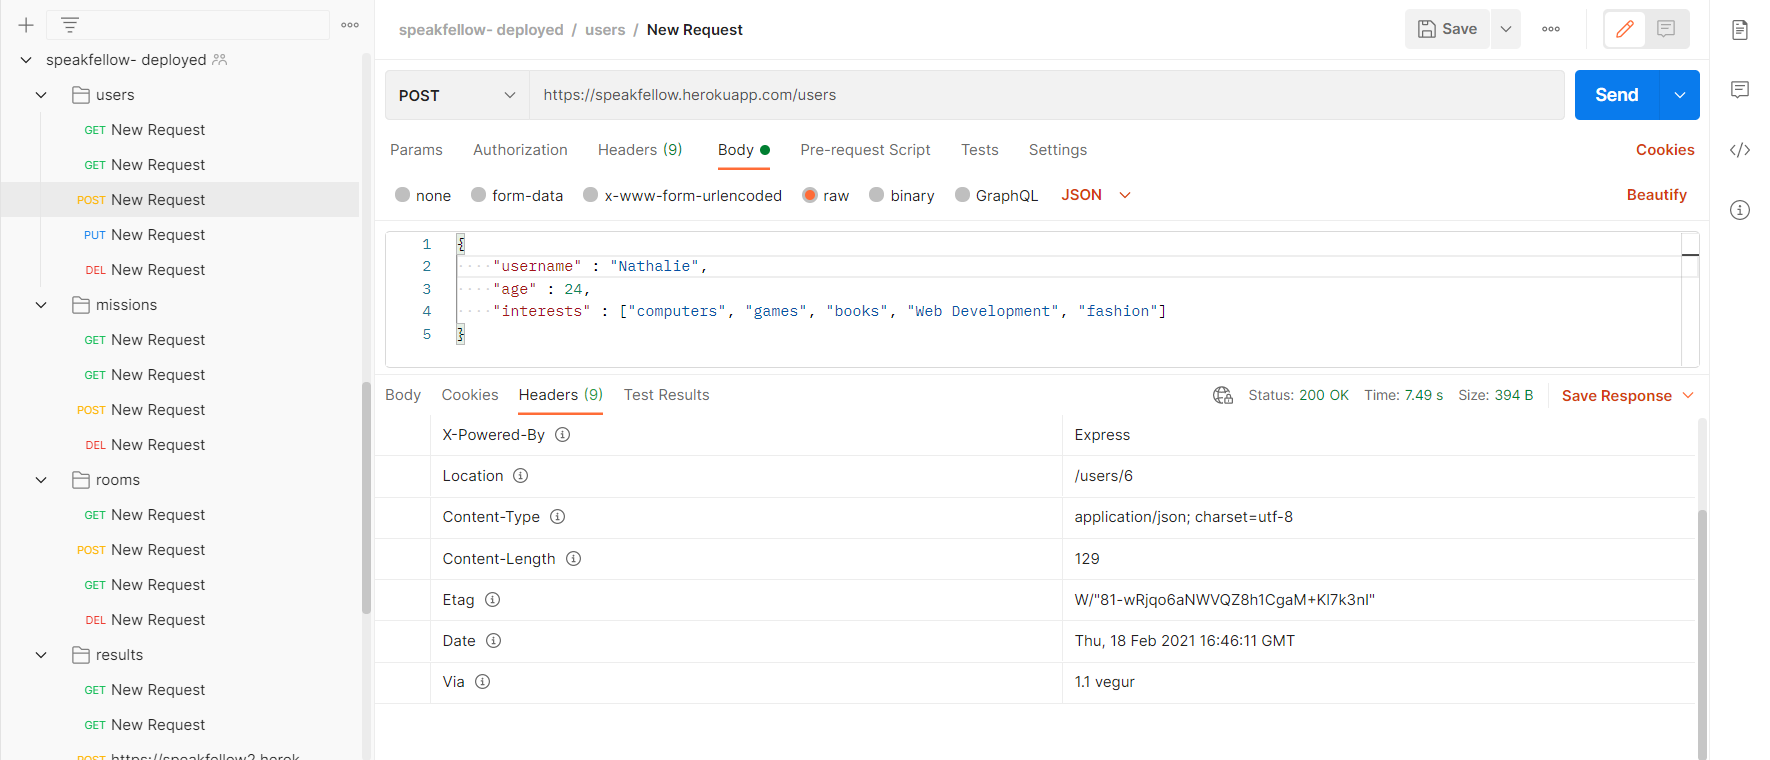 speakfellow- deployed
users
GET New Request
GET New Request
POST New Request
PUT New Request
DEL New Request
missions
GET New Request
GET New Request
POST New Request
DEL New Request
rooms
GET New Request
POST New Request
GET New Request
DEL New Request
results
GET New Request
GET New Request
POST https://speakfellow2.herok
speakfellow- deployed / users / New Request
Save
POST https://speakfellow.herokuapp.com/users Send
Params Authorization Headers (9) Body Pre-request Script Tests Settings Cookies
none form-data x-www-form-urlencoded raw binary GraphQL JSON Beautify
1 {
2 "username" : "Nathalie",
3 "age" : 24,
4 "interests" : ["computers", "games", "books", "Web Development", "fashion"]
5 }
Body Cookies Headers (9) Test Results Status: 200 OK Time: 7.49 s Size: 394 B Save Response
X-Powered-By Express
Location /users/6
Content-Type application/json; charset=utf-8
Content-Length 129
Etag W/"81-wRjqo6aNWVQZ8h1CgaM+Kl7k3nI"
Date Thu, 18 Feb 2021 16:46:11 GMT
Via 1.1 vegur